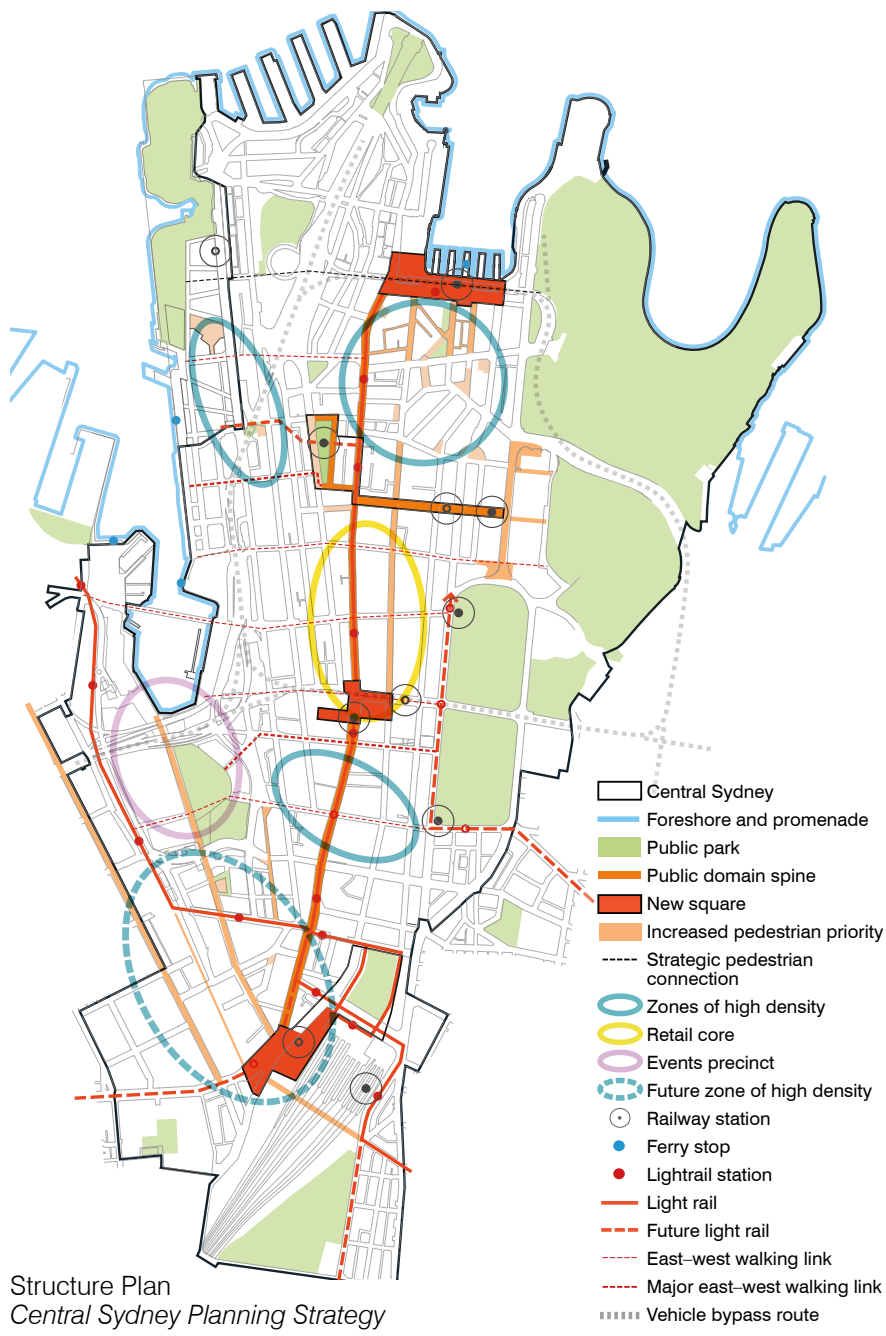 Central Sydney
Foreshore and promenade
Public park
Public domain spine
New square
Increased pedestrian priority
Strategic pedestrian
connection
Zones of high density
Retail core
Events precinct
Future zone of high density
Railway station
Ferry stop
Lightrail station
Light rail
Future light rail
East–west walking link
Major east–west walking link
Vehicle bypass route
Structure Plan
Central Sydney Planning Strategy